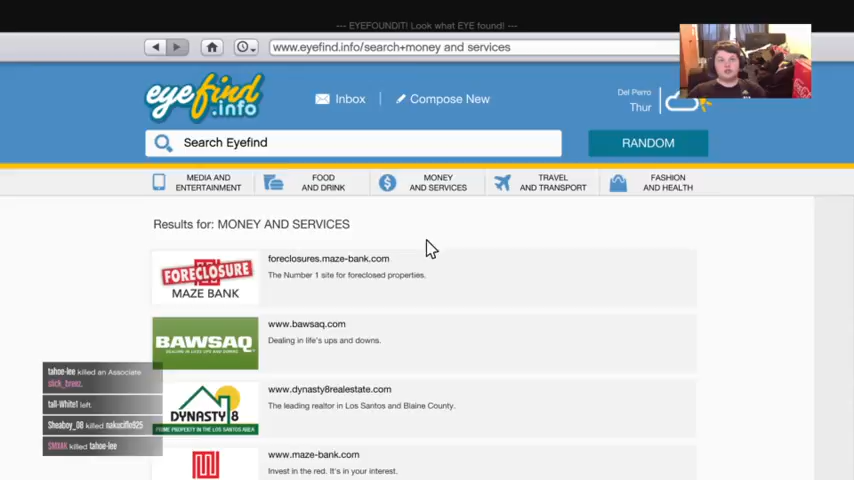 --- EYEFOUNDIT! Look what EYE found! ---
www.eyefind.info/search+money and services
eyefind
.info
Inbox
Compose New
Del Perro
Thur
Search Eyefind
RANDOM
MEDIA AND
ENTERTAINMENT
FOOD
AND DRINK
MONEY
AND SERVICES
TRAVEL
AND TRANSPORT
FASHION
AND HEALTH
Results for: MONEY AND SERVICES
FORECLOSURE
MAZE BANK
foreclosures.maze-bank.com
The Number 1 site for foreclosed properties.
BAWSAQ
DEALING IN LIFE'S UPS AND DOWNS
www.bawsaq.com
Dealing in life's ups and downs.
DYNASTY 8
PRIME PROPERTY IN THE LOS SANTOS AREA
www.dynasty8realestate.com
The leading realtor in Los Santos and Blaine County.
www.maze-bank.com
Invest in the red. It's in your interest.
tahoe-lee killed an Associate
tall-White1 left.
Sheaboy_08 killed nakucifle925
SMXAK killed tahoe-lee